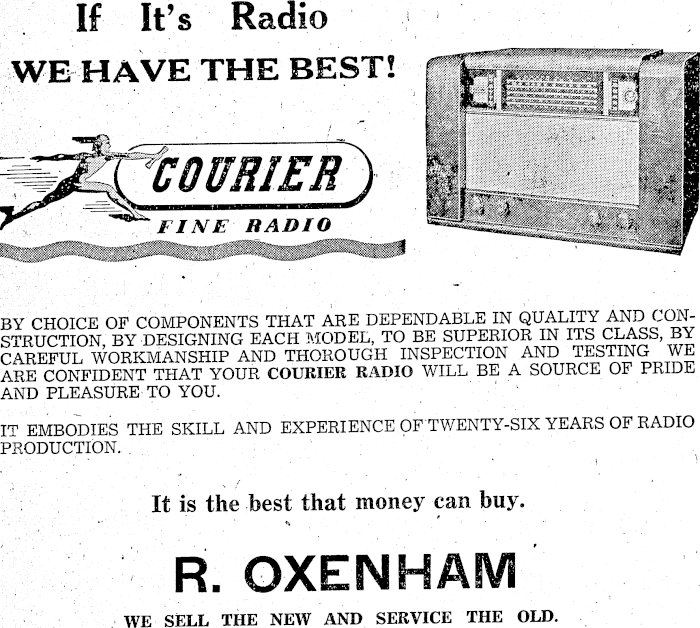 If It's Radio
WE HAVE THE BEST!
COURIER
FINE RADIO
BY CHOICE OF COMPONENTS THAT ARE DEPENDABLE IN QUALITY AND CON-
STRUCTION, BY DESIGNING EACH MODEL, TO BE SUPERIOR IN ITS CLASS, BY
CAREFUL WORKMANSHIP AND THOROUGH INSPECTION AND TESTING WE
ARE CONFIDENT THAT YOUR COURIER RADIO WILL BE A SOURCE OF PRIDE
AND PLEASURE TO YOU.
IT EMBODIES THE SKILL AND EXPERIENCE OF TWENTY-SIX YEARS OF RADIO
PRODUCTION.
It is the best that money can buy.
R. OXENHAM
WE SELL THE NEW AND SERVICE THE OLD.